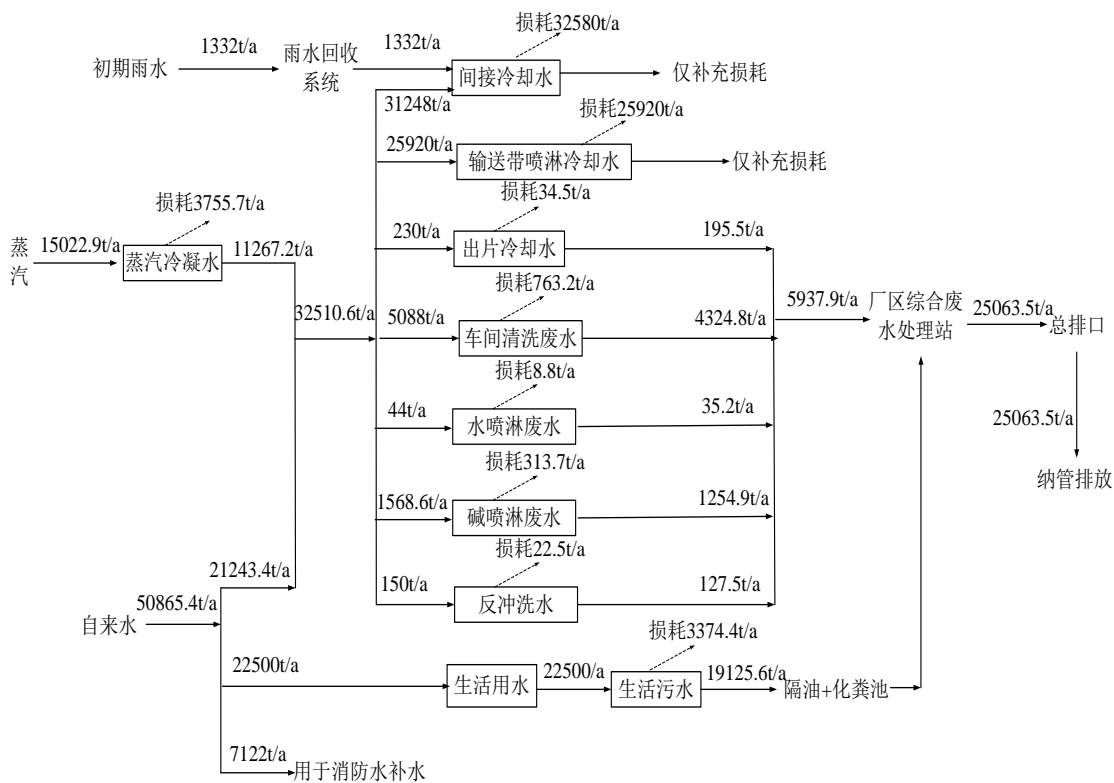 损耗32580t/a
1332t/a
1332t/a
初期雨水
雨水回收
系统
间接冷却水
仅补充损耗
31248t/a
损耗25920t/a
25920t/a
输送带喷淋冷却水
仅补充损耗
损耗3755.7t/a
损耗34.5t/a
蒸
汽
15022.9t/a
蒸汽冷凝水
11267.2t/a
230t/a
出片冷却水
195.5t/a
损耗763.2t/a
32510.6t/a
5088t/a
车间清洗废水
4324.8t/a
5937.9t/a
厂区综合废
水处理站
25063.5t/a
总排口
损耗8.8t/a
44t/a
水喷淋废水
35.2t/a
25063.5t/a
损耗313.7t/a
纳管排放
1568.6t/a
碱喷淋废水
1254.9t/a
损耗22.5t/a
21243.4t/a
150t/a
反冲洗水
127.5t/a
50865.4t/a
自来水
损耗3374.4t/a
22500t/a
生活用水
22500/a
生活污水
19125.6t/a
隔油+化粪池
7122t/a
用于消防水补水